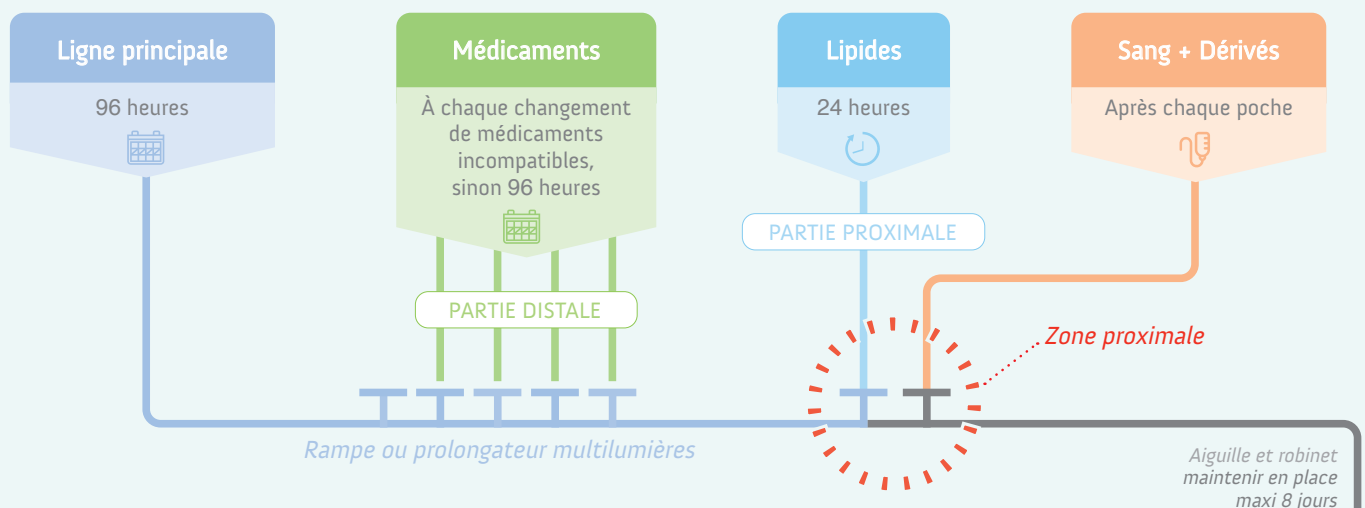 Ligne principale
96 heures
Médicaments
À chaque changement
de médicaments
incompatibles,
sinon 96 heures
Lipides
24 heures
Sang + Dérivés
Après chaque poche
PARTIE PROXIMALE
PARTIE DISTALE
Zone proximale
Rampe ou prolongateur multilumières
Aiguille et robinet
maintenir en place
maxi 8 jours